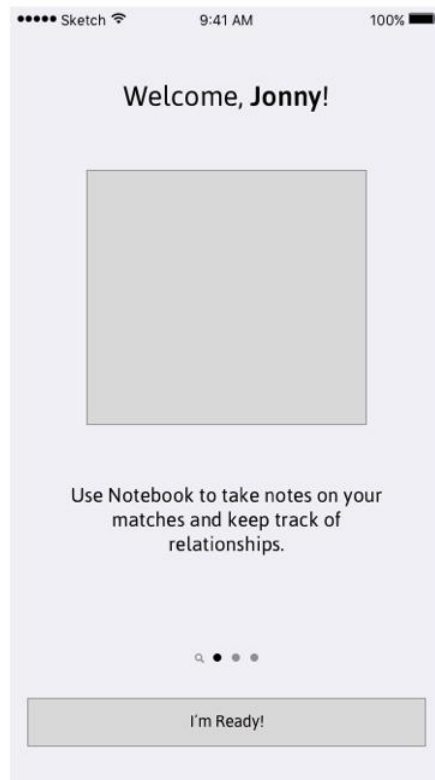 Sketch 9:41 AM 100%
Welcome, Jonny!
Use Notebook to take notes on your
matches and keep track of
relationships.
I'm Ready!